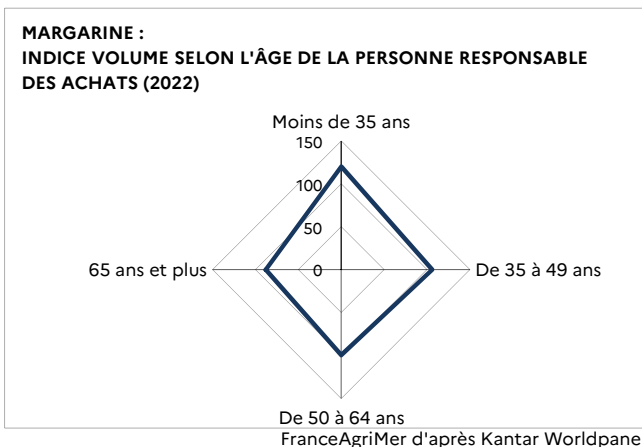 MARGARINE :
INDICE VOLUME SELON L'ÂGE DE LA PERSONNE RESPONSABLE
DES ACHATS (2022)
Moins de 35 ans
150
100
50
65 ans et plus
0
De 35 à 49 ans
De 50 à 64 ans
FranceAgriMer d'après Kantar Worldpane